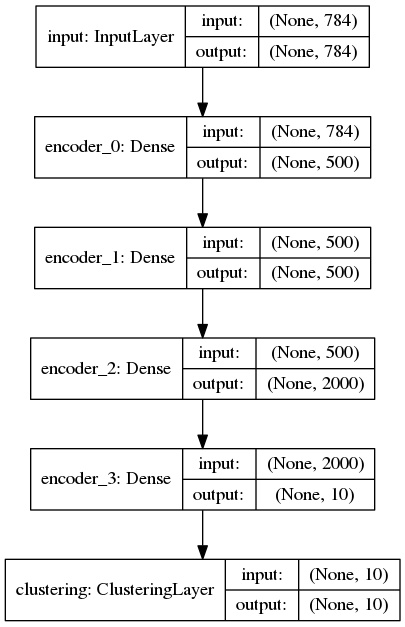 input: InputLayer
input: (None, 784)
output: (None, 784)
encoder_0: Dense
input: (None, 784)
output: (None, 500)
encoder_1: Dense
input: (None, 500)
output: (None, 500)
encoder_2: Dense
input: (None, 500)
output: (None, 2000)
encoder_3: Dense
input: (None, 2000)
output: (None, 10)
clustering: ClusteringLayer
input: (None, 10)
output: (None, 10)